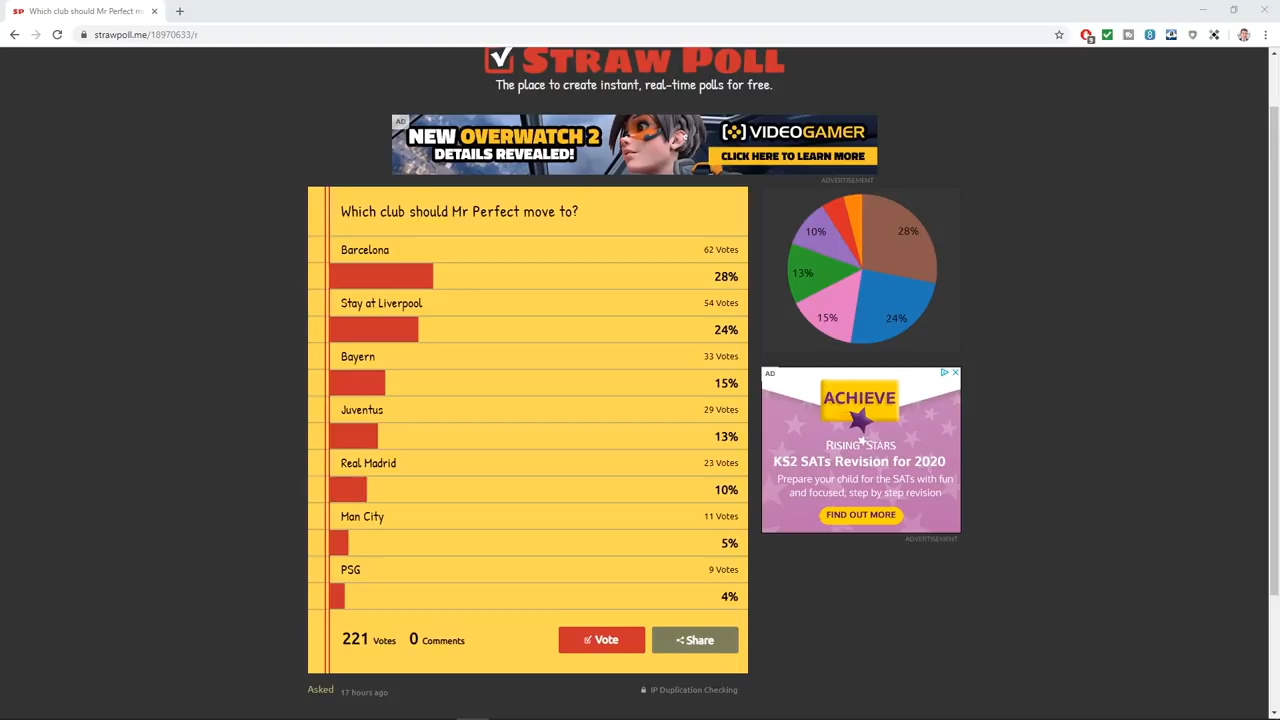 SP Which club should Mr Perfect mo
strawpoll.me/18970633/r
STRAW POLL
The place to create instant, real-time polls for free.
AD
NEW OVERWATCH 2
DETAILS REVEALED!
VIDEOGAMER
CLICK HERE TO LEARN MORE
ADVERTISEMENT
Which club should Mr Perfect move to?
Barcelona 62 Votes
28%
Stay at Liverpool 54 Votes
24%
Bayern 33 Votes
15%
Juventus 29 Votes
13%
Real Madrid 23 Votes
10%
Man City 11 Votes
5%
PSG 9 Votes
4%
221 Votes 0 Comments
Vote
Share
Asked 17 hours ago
IP Duplication Checking
10%
28%
13%
15%
24%
AD
ACHIEVE
RISING STARS
KS2 SATs Revision for 2020
Prepare your child for the SATs with fun
and focused, step by step revision
FIND OUT MORE
ADVERTISEMENT